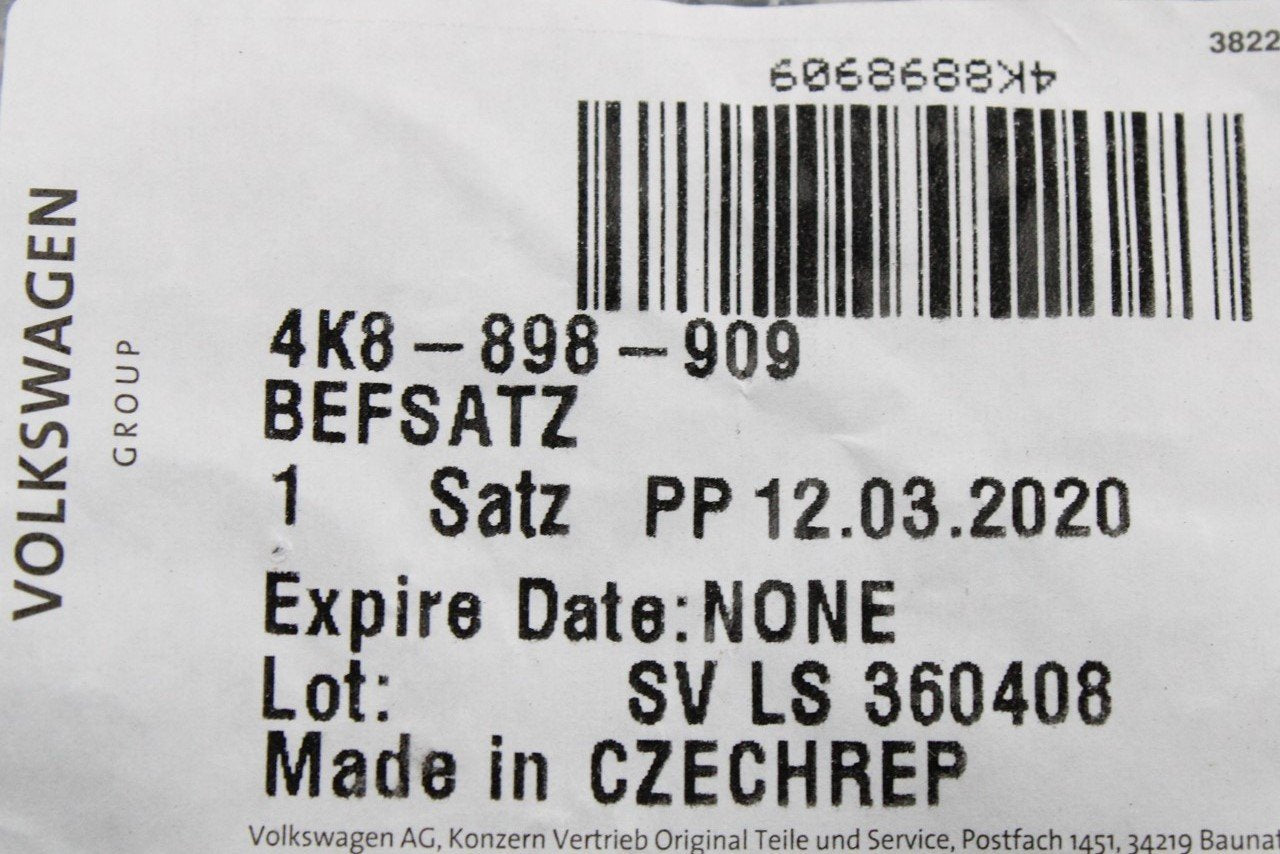 3822
4K8898909
4K8-898-909
BEFSATZ
1 Satz PP 12.03.2020
Expire Date:NONE
Lot: SV LS 360408
Made in CZECHREP
Volkswagen AG, Konzern Vertrieb Original Teile und Service, Postfach 1451, 34219 Baunat
VOLKSWAGEN
GROUP